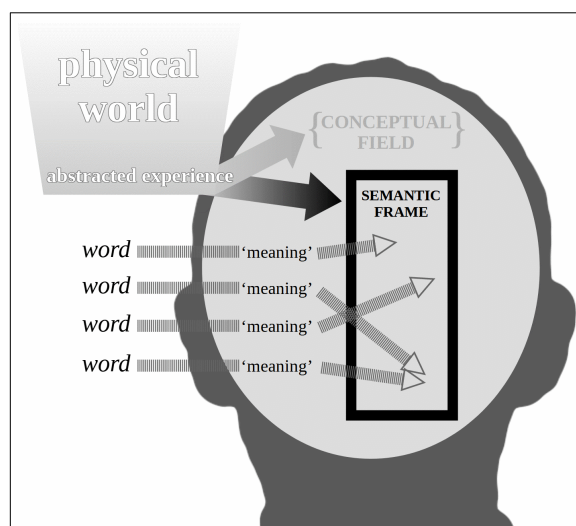 physical
world
abstracted experience
{CONCEPTUAL}
FIELD
SEMANTIC
FRAME
word ‘meaning’
word ‘meaning’
word ‘meaning’
word ‘meaning’